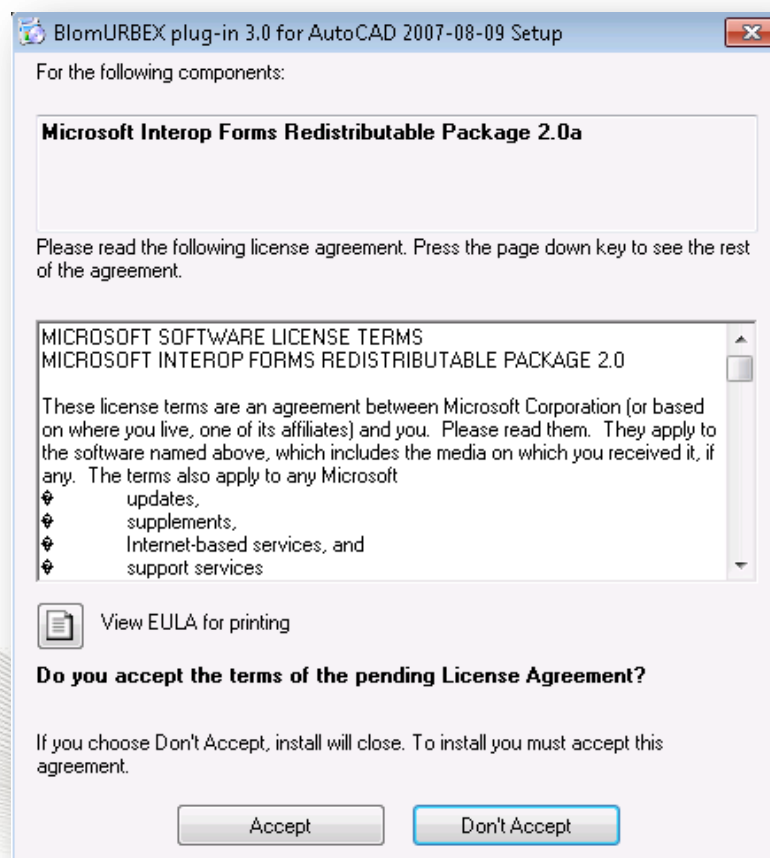 BlomURBEX plug-in 3.0 for AutoCAD 2007-08-09 Setup
For the following components:
Microsoft Interop Forms Redistributable Package 2.0a
Please read the following license agreement. Press the page down key to see the rest
of the agreement.
MICROSOFT SOFTWARE LICENSE TERMS
MICROSOFT INTEROP FORMS REDISTRIBUTABLE PACKAGE 2.0
These license terms are an agreement between Microsoft Corporation (or based
on where you live, one of its affiliates) and you.  Please read them.  They apply to
the software named above, which includes the media on which you received it, if
any.  The terms also apply to any Microsoft
� updates,
� supplements,
� Internet-based services, and
� support services
View EULA for printing
Do you accept the terms of the pending License Agreement?
If you choose Don't Accept, install will close. To install you must accept this
agreement.
Accept Don't Accept